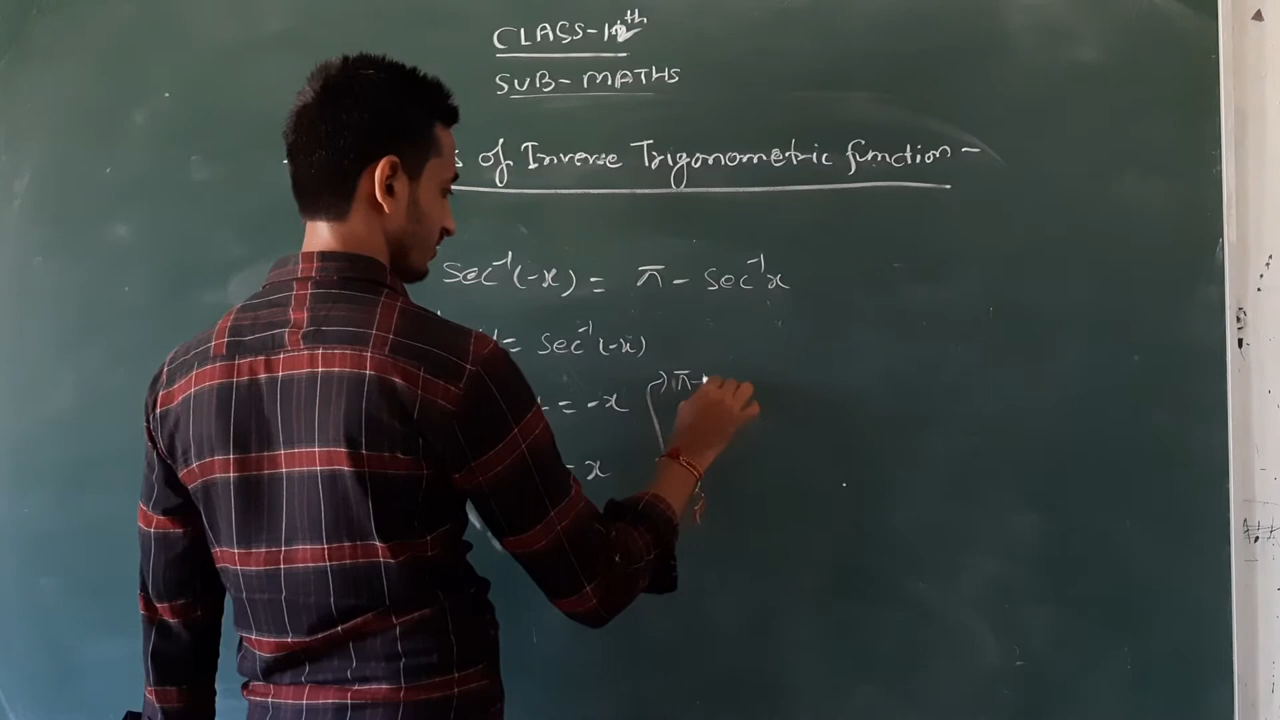 CLASS-12th
SUB-MATHS
of Inverse Trigonometric function-
Sec⁻¹(-x) = π - Sec⁻¹x
= Sec⁻¹(-x)
= -x
π-
- x